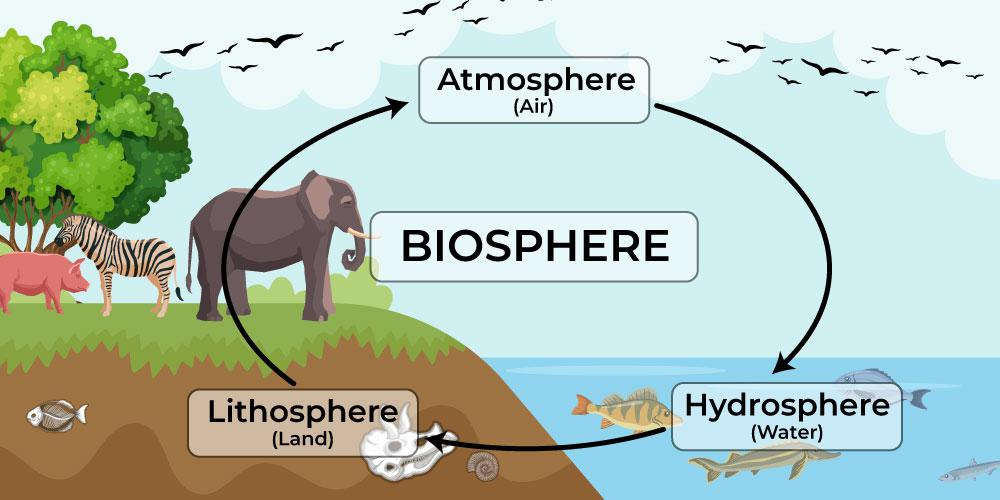 Atmosphere
(Air)
BIOSPHERE
Lithosphere
(Land)
Hydrosphere
(Water)